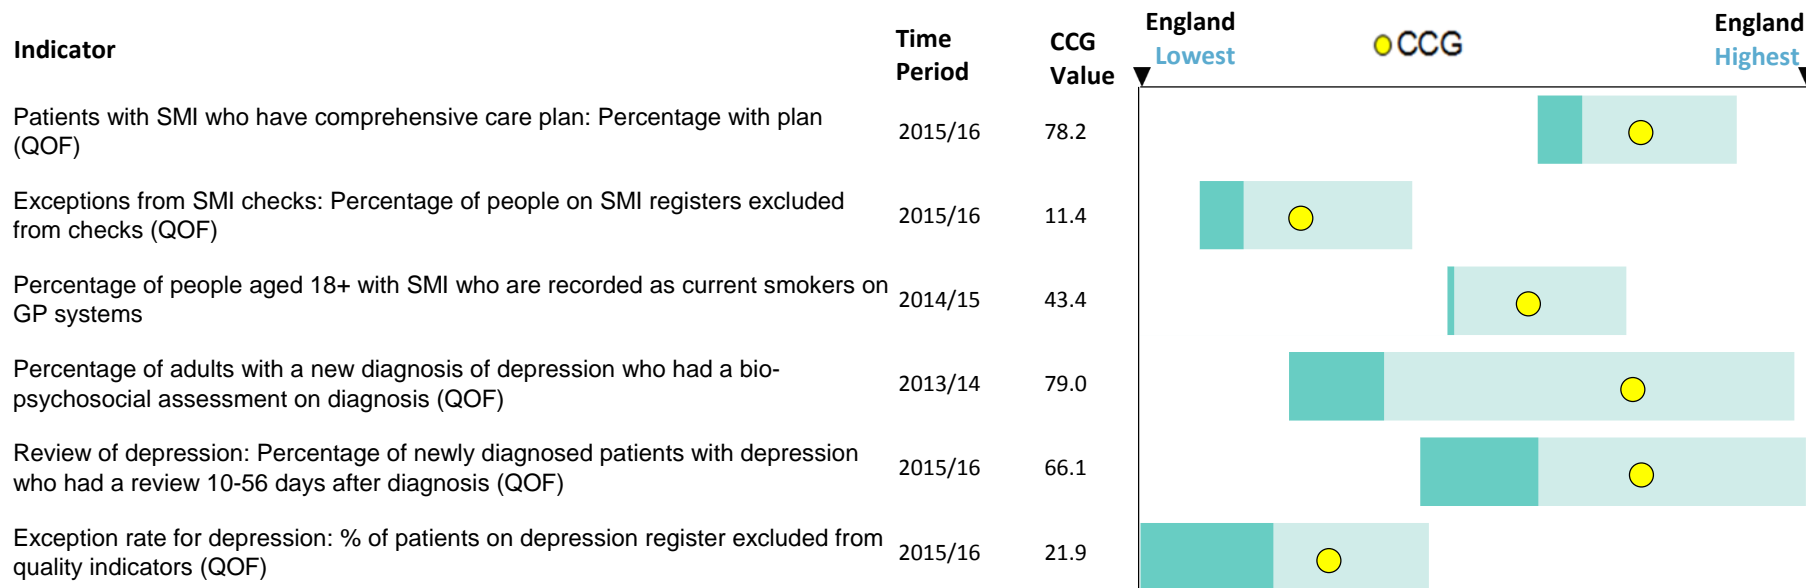 Indicator
Time
Period
CCG
Value
England
Lowest
CCG
England
Highest
Patients with SMI who have comprehensive care plan: Percentage with plan
(QOF)
2015/16
78.2
Exceptions from SMI checks: Percentage of people on SMI registers excluded
from checks (QOF)
2015/16
11.4
Percentage of people aged 18+ with SMI who are recorded as current smokers on
GP systems
2014/15
43.4
Percentage of adults with a new diagnosis of depression who had a bio-
psychosocial assessment on diagnosis (QOF)
2013/14
79.0
Review of depression: Percentage of newly diagnosed patients with depression
who had a review 10-56 days after diagnosis (QOF)
2015/16
66.1
Exception rate for depression: % of patients on depression register excluded from
quality indicators (QOF)
2015/16
21.9